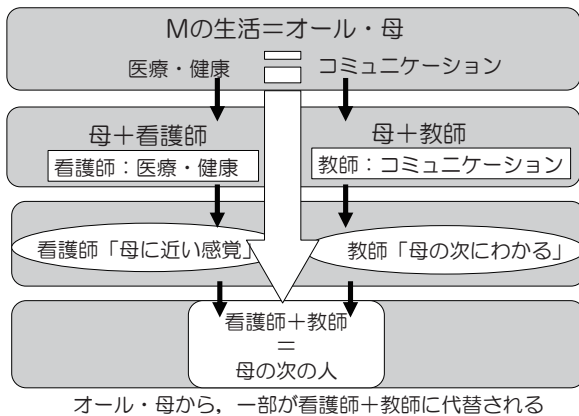 Mの生活＝オール・母
医療・健康　コミュニケーション
母＋看護師　母＋教師
看護師：医療・健康　教師：コミュニケーション
看護師「母に近い感覚」　教師「母の次にわかる」
看護師＋教師
＝
母の次の人
オール・母から，一部が看護師＋教師に代替される